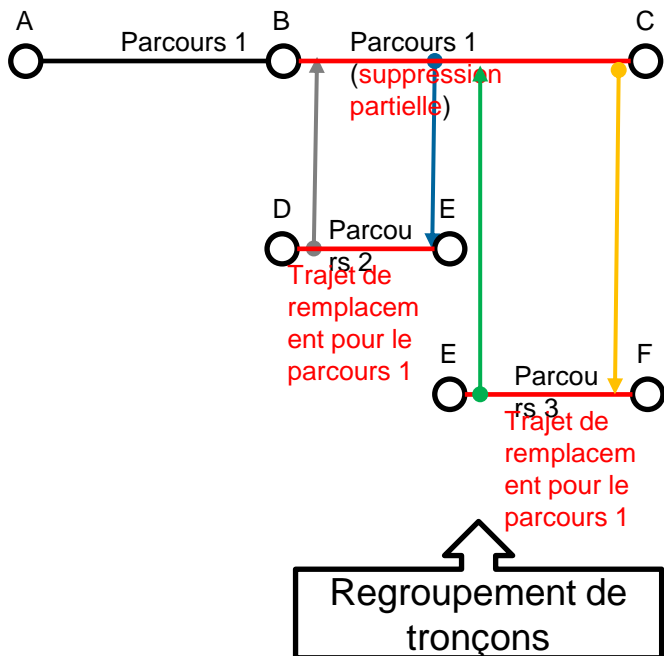 A
B
C
Parcours 1
Parcours 1
(suppression
partielle)
D
E
Parcou
rs 2
Trajet de
remplacem
ent pour le
parcours 1
E
F
Parcou
rs 3
Trajet de
remplacem
ent pour le
parcours 1
Regroupement de
tronçons